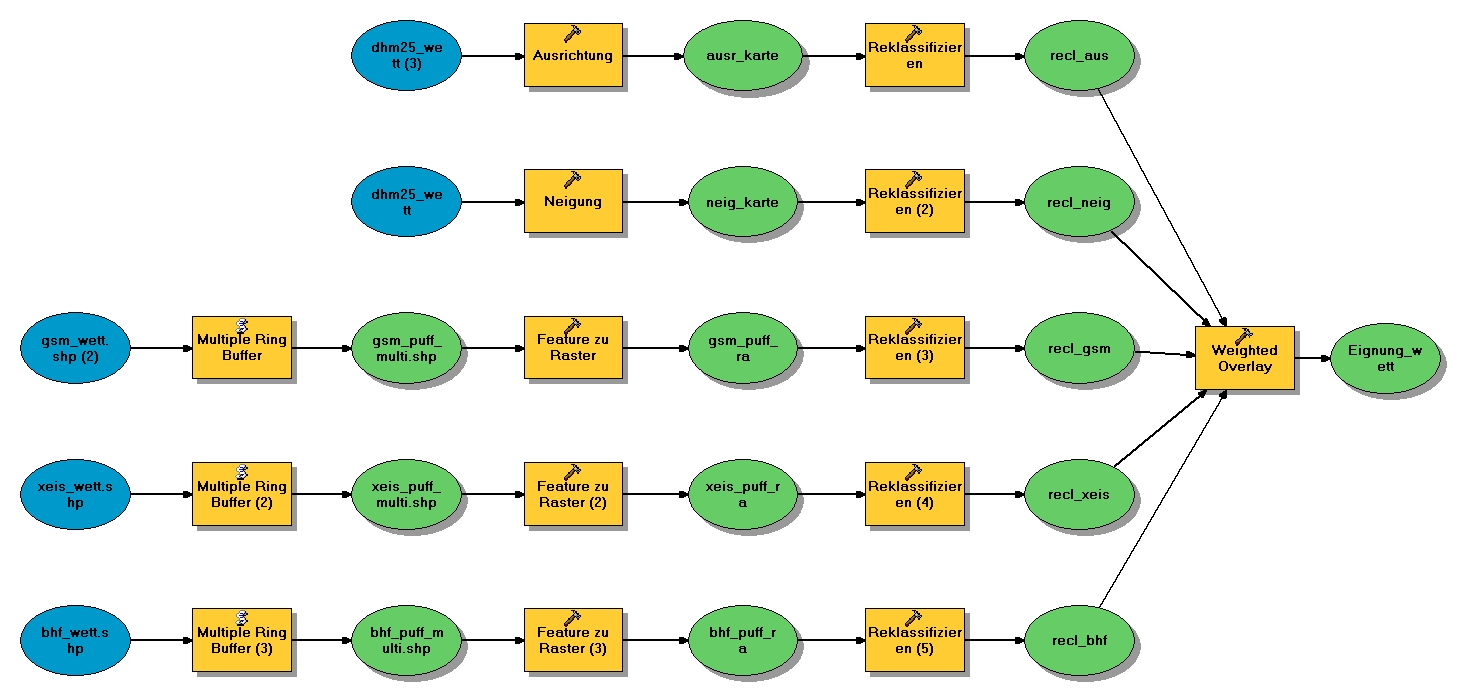 dhm25_we
tt (3)
Ausrichtung
ausr_karte
Reklassifizier
en
recl_aus
dhm25_we
tt
Neigung
neig_karte
Reklassifizier
en (2)
recl_neig
gsm_wett.
shp (2)
Multiple Ring
Buffer
gsm_puff_
multi.shp
Feature zu
Raster
gsm_puff_
ra
Reklassifizier
en (3)
recl_gsm
Weighted
Overlay
Eignung_w
ett
xeis_wett.s
hp
Multiple Ring
Buffer (2)
xeis_puff_
multi.shp
Feature zu
Raster (2)
xeis_puff_r
a
Reklassifizier
en (4)
recl_xeis
bhf_wett.s
hp
Multiple Ring
Buffer (3)
bhf_puff_m
ulti.shp
Feature zu
Raster (3)
bhf_puff_r
a
Reklassifizier
en (5)
recl_bhf